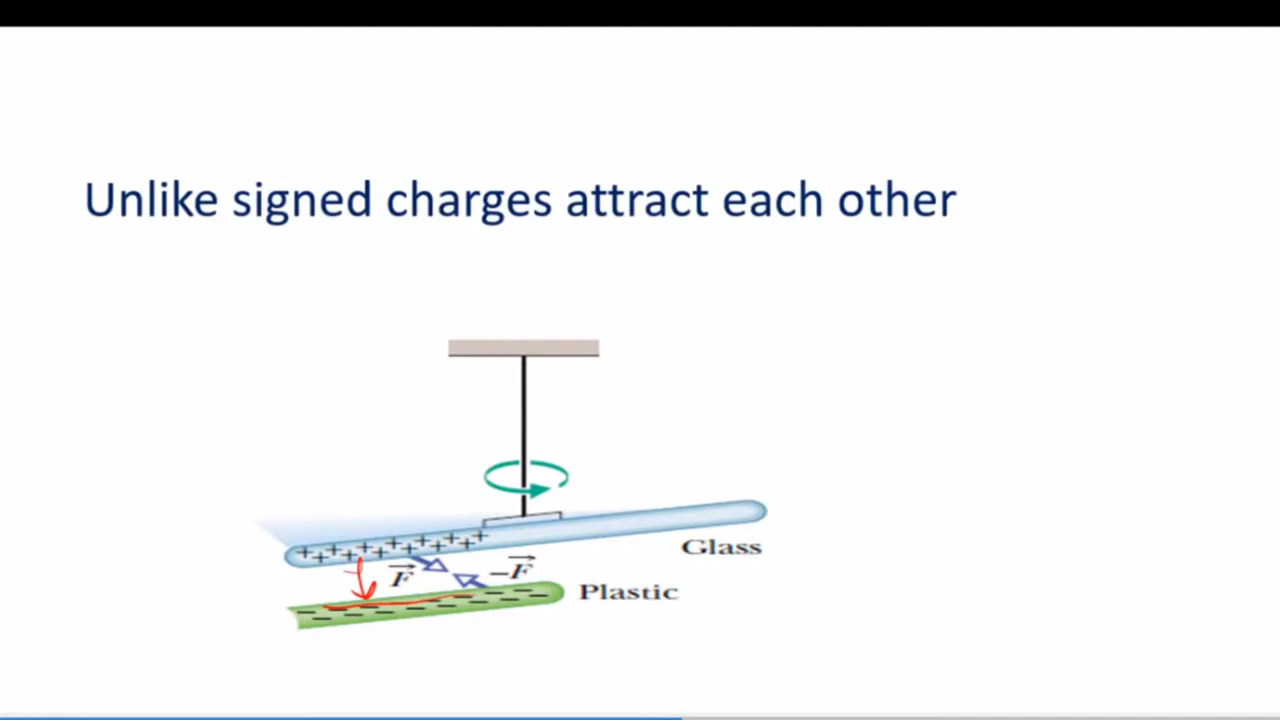 Unlike signed charges attract each other
Glass
+ + + + + + + + + + + + +
F⃗
−F⃗
Plastic